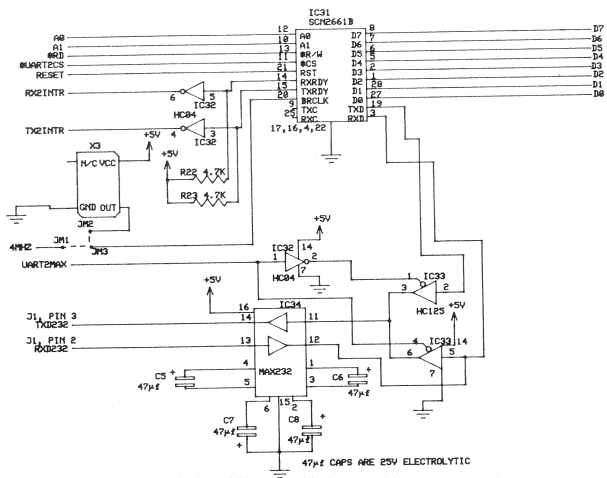 IC31
SCN2661B
A0 12 A0 D7 8 D7
A1 10 A1 D6 7 D6
*RD 13 *R/W D5 6 D5
*UART2CS 11 *CS D4 5 D4
RESET 21 RST D3 2 D3
RX2INTR 6 5 14 RXRDY D2 1 D2
IC32 15 TXRDY D1 28 D1
HC04 20 BRCLK D0 27 D0
TX2INTR 4 3 9 TXC TXD 19
IC32 25 RXC RXD 3
17,16,4,22
X3
+5V
N/C VCC
+5V
R22 4.7K
R23 4.7K
GND OUT
JM2
4MHZ JM1 JM3
+5V
IC32
14
UART2MAX 1 2
7
HC04
1 IC33
3 2
HC125
+5V
+5V
16 IC34
J1, PIN 3
TXD232 14 11
4 IC33 14
J1, PIN 2
RXD232 13 12
6 5
7
MAX232
4 1
C5 + 47µf
5 3
C6 + 47µf
6 15 2
C7 47µf +
C8 + 47µf
47µf CAPS ARE 25V ELECTROLYTIC